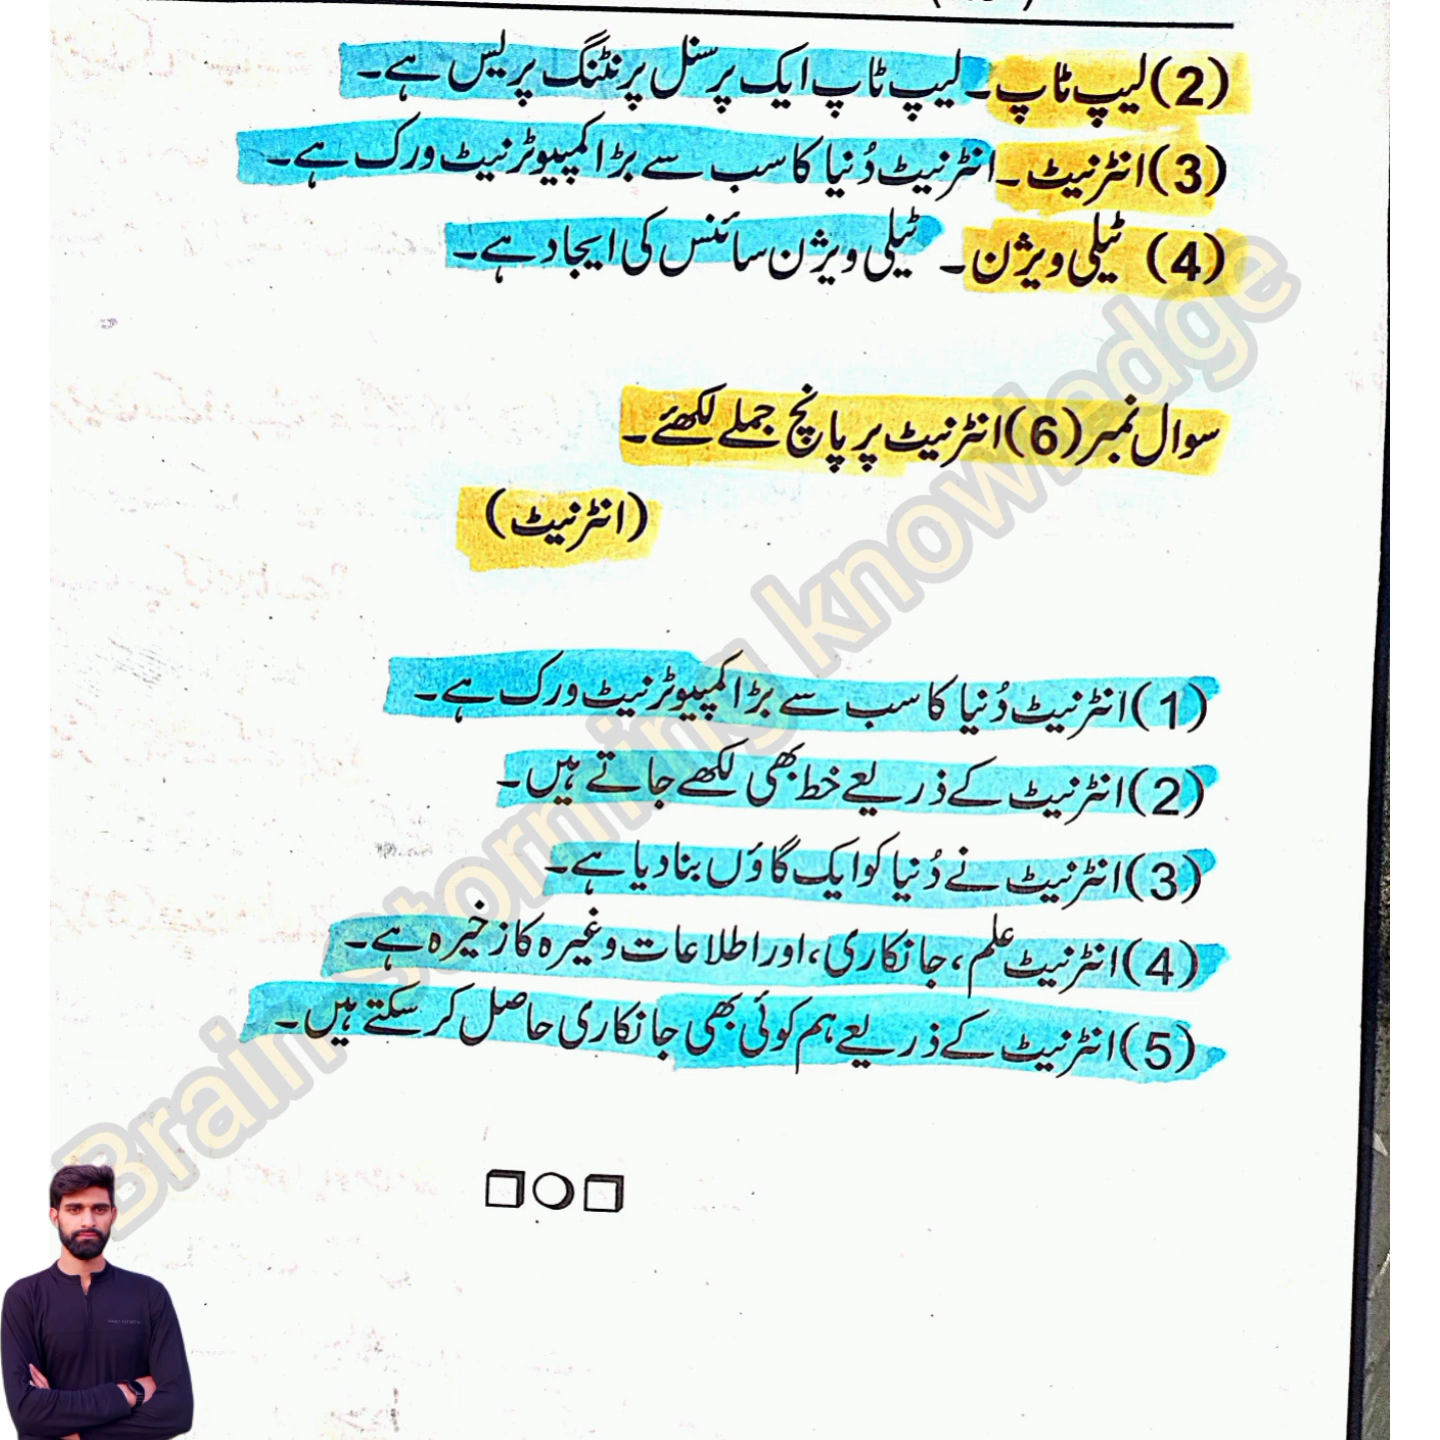 (2) لیپ ٹاپ۔ لیپ ٹاپ ایک پرسنل پرنٹنگ پریس ہے۔
(3) انٹرنیٹ۔ انٹرنیٹ دُنیا کا سب سے بڑا کمپیوٹر نیٹ ورک ہے۔
(4) ٹیلی ویژن۔ ٹیلی ویژن سائنس کی ایجاد ہے۔
سوال نمبر (6) انٹرنیٹ پر پانچ جملے لکھئے۔
(انٹرنیٹ)
(1) انٹرنیٹ دُنیا کا سب سے بڑا کمپیوٹر نیٹ ورک ہے۔
(2) انٹرنیٹ کے ذریعے خط بھی لکھے جاتے ہیں۔
(3) انٹرنیٹ نے دُنیا کو ایک گاؤں بنا دیا ہے۔
(4) انٹرنیٹ علم، جانکاری، اور اطلاعات وغیرہ کا زخیرہ ہے۔
(5) انٹرنیٹ کے ذریعے ہم کوئی بھی جانکاری حاصل کر سکتے ہیں۔
Brain storming knowledge